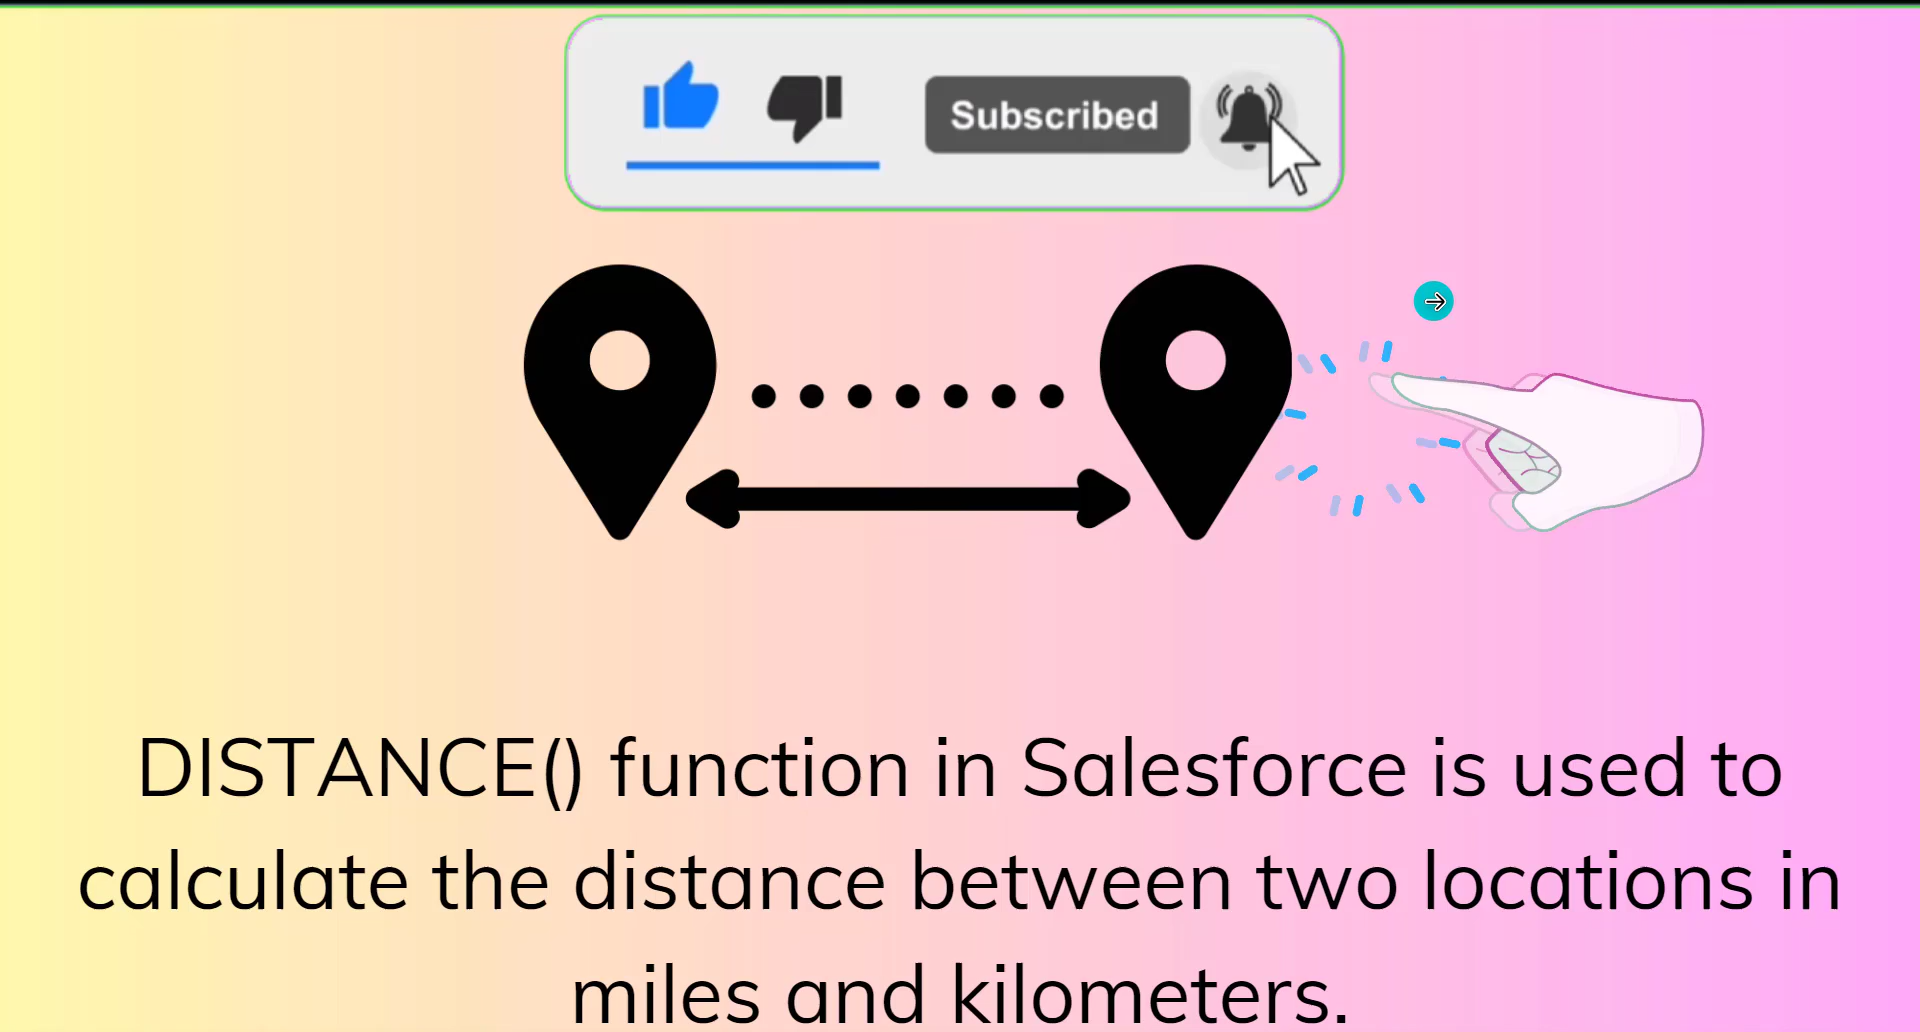 Subscribed
DISTANCE() function in Salesforce is used to
calculate the distance between two locations in
miles and kilometers.